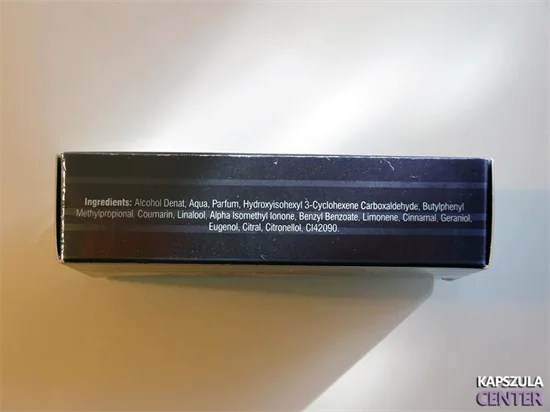 Ingredients: Alcohol Denat, Aqua, Parfum, Hydroxyisohexyl 3-Cyclohexene Carboxaldehyde, Butylphenyl
Methylpropional, Coumarin, Linalool, Alpha Isomethyl Ionone, Benzyl Benzoate, Limonene, Cinnamal, Geraniol,
Eugenol, Citral, Citronellol, CI42090.
KAPSZULA
CENTER